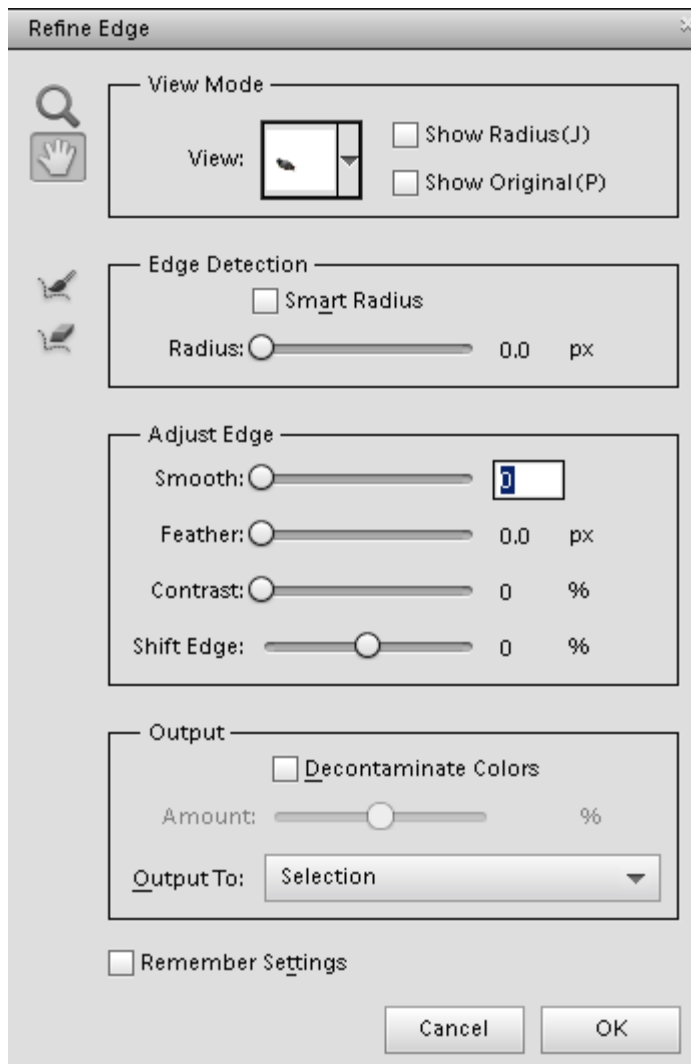 Refine Edge
View Mode
View:
Show Radius(J)
Show Original(P)
Edge Detection
Smart Radius
Radius: 0.0 px
Adjust Edge
Smooth: 0
Feather: 0.0 px
Contrast: 0 %
Shift Edge: 0 %
Output
Decontaminate Colors
Amount: %
Output To: Selection
Remember Settings
Cancel OK